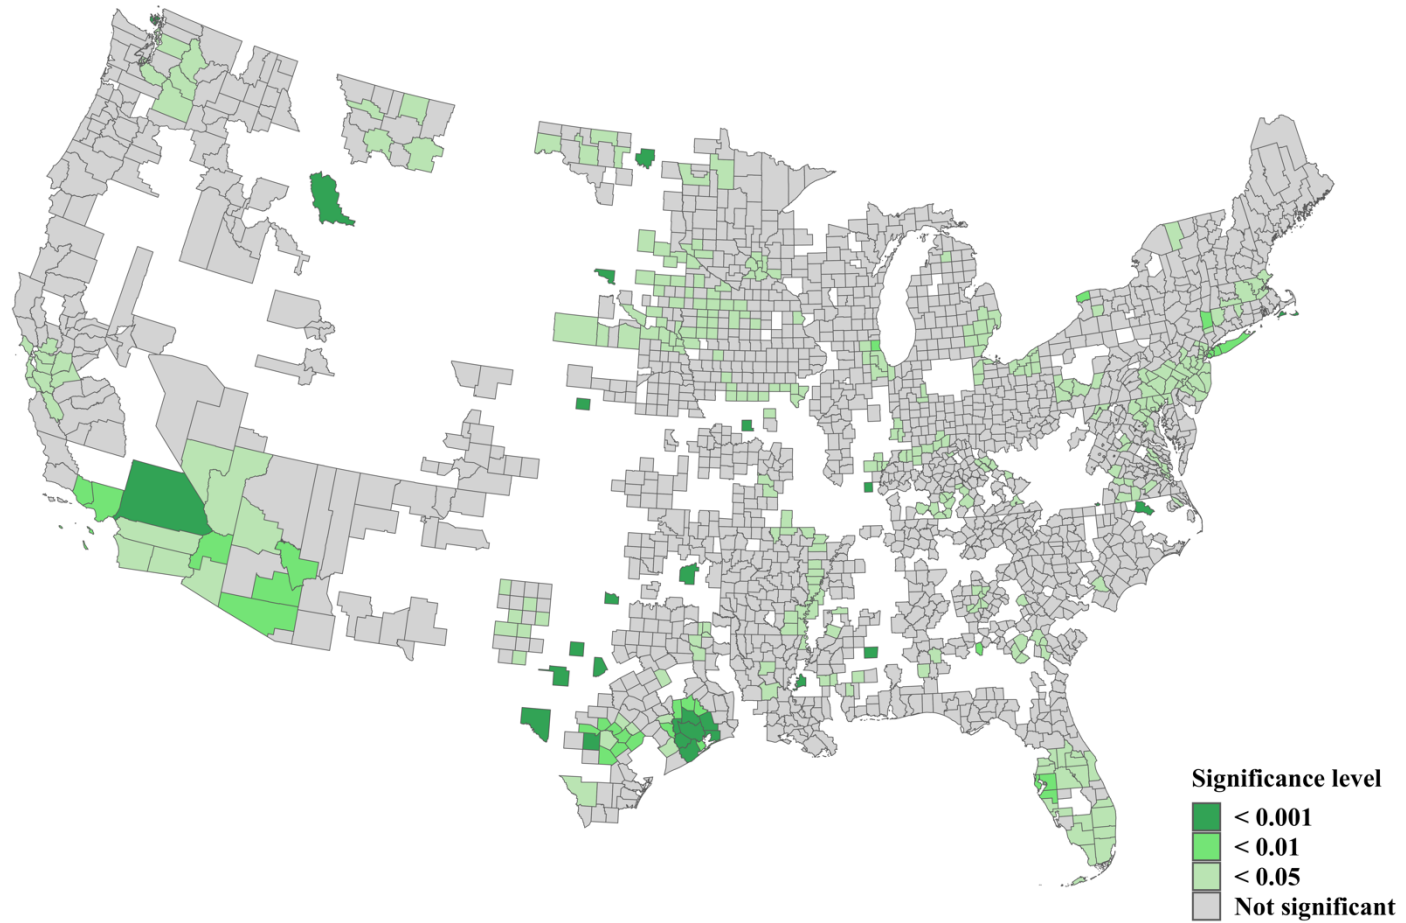 Significance level
< 0.001
< 0.01
< 0.05
Not significant